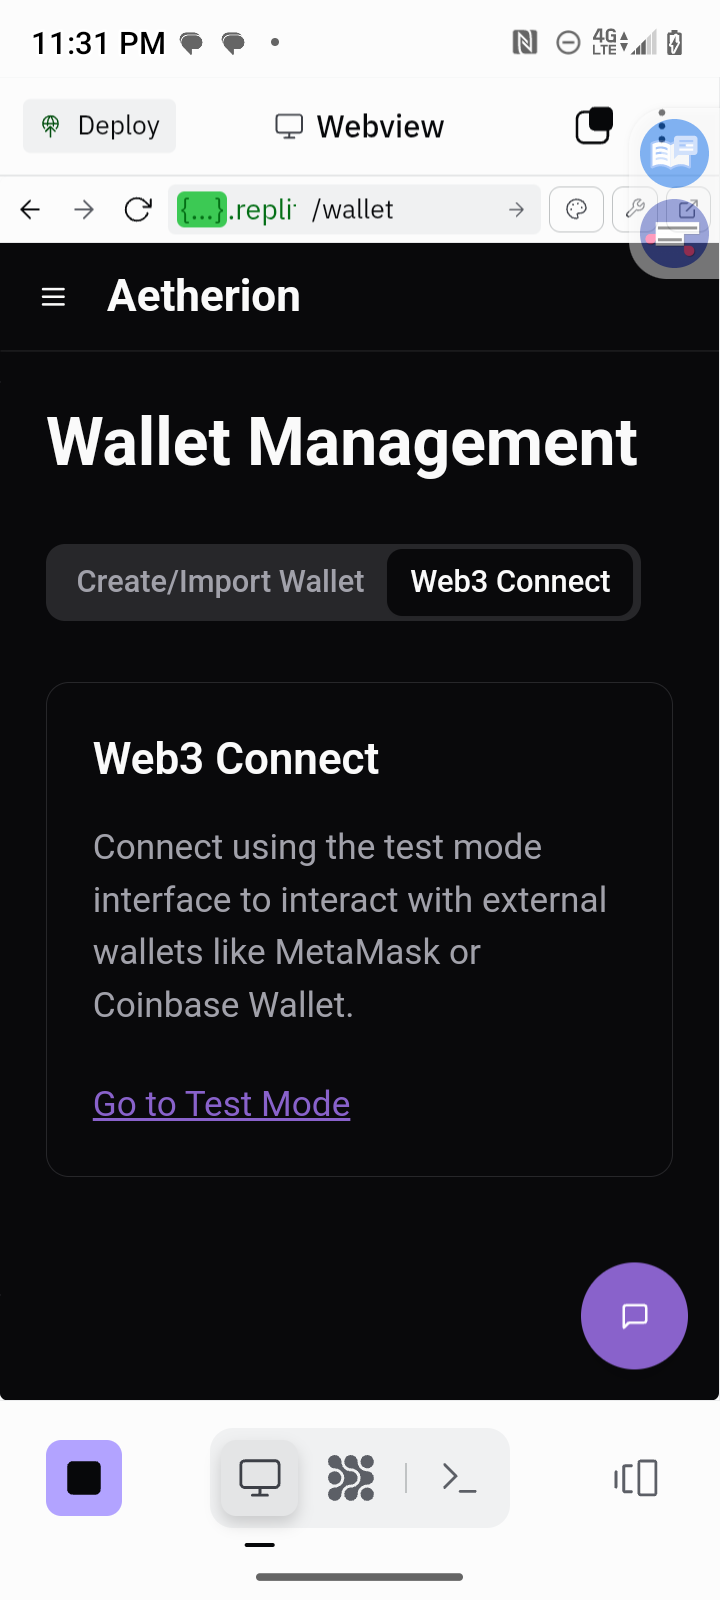 11:31 PM
4G
LTE
Deploy
Webview
{...}.repli /wallet
Aetherion
Wallet Management
Create/Import Wallet
Web3 Connect
Web3 Connect
Connect using the test mode
interface to interact with external
wallets like MetaMask or
Coinbase Wallet.
Go to Test Mode